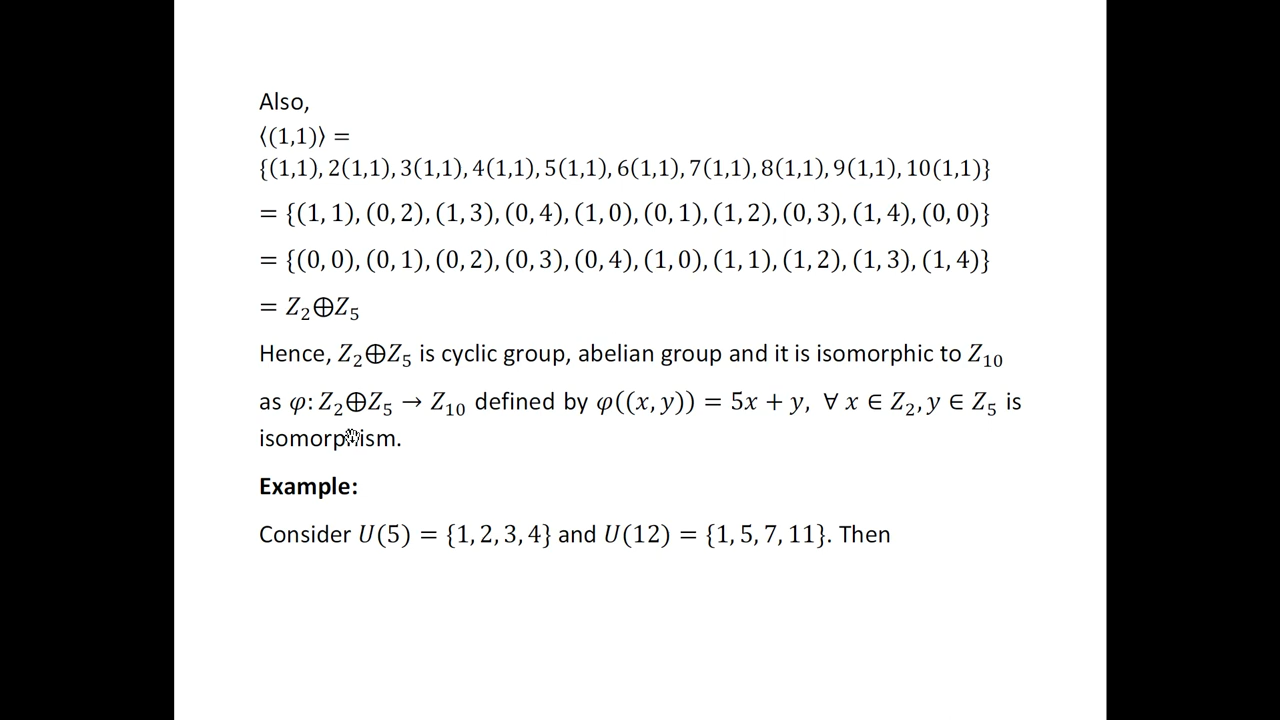 Also,
⟨(1,1)⟩ =
{(1,1), 2(1,1), 3(1,1), 4(1,1), 5(1,1), 6(1,1), 7(1,1), 8(1,1), 9(1,1), 10(1,1)}
= {(1, 1), (0, 2), (1, 3), (0, 4), (1, 0), (0, 1), (1, 2), (0, 3), (1, 4), (0, 0)}
= {(0, 0), (0, 1), (0, 2), (0, 3), (0, 4), (1, 0), (1, 1), (1, 2), (1, 3), (1, 4)}
= Z₂⊕Z₅
Hence, Z₂⊕Z₅ is cyclic group, abelian group and it is isomorphic to Z₁₀
as φ: Z₂⊕Z₅ → Z₁₀ defined by φ((x, y)) = 5x + y, ∀ x ∈ Z₂, y ∈ Z₅ is
isomorphism.
Example:
Consider U(5) = {1, 2, 3, 4} and U(12) = {1, 5, 7, 11}. Then